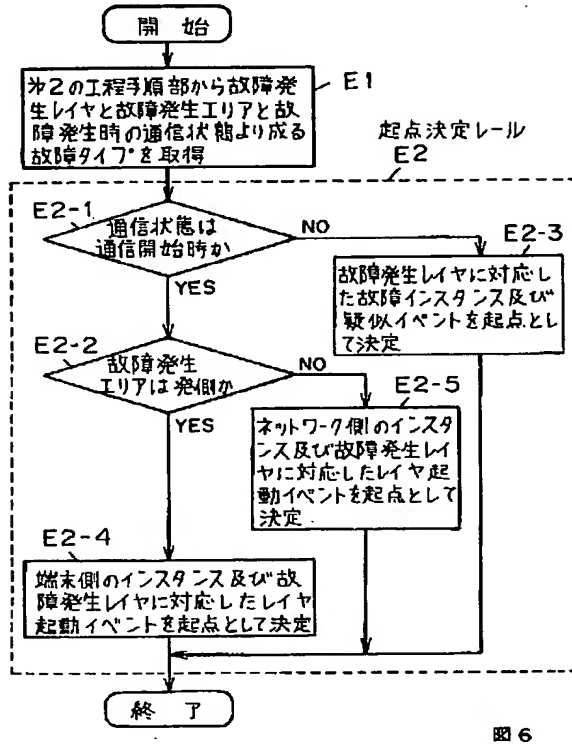 開始
第2の工程手順部から故障発
生レイヤと故障発生エリアと故
障発生時の通信状態より成る
故障タイプを取得
E1
起点決定レール
E2
E2-1
通信状態は
通信開始時か
NO
YES
E2-3
故障発生レイヤに対応し
た故障インスタンス及び
疑似イベントを起点とし
て決定
E2-2
故障発生
エリアは発側か
NO
YES
E2-5
ネットワーク側のインスタ
ンス及び故障発生レイ
ヤに対応したレイヤ起
動イベントを起点として
決定
E2-4
端末側のインスタンス及び故
障発生レイヤに対応したレイヤ
起動イベントを起点として決定
終了
図6